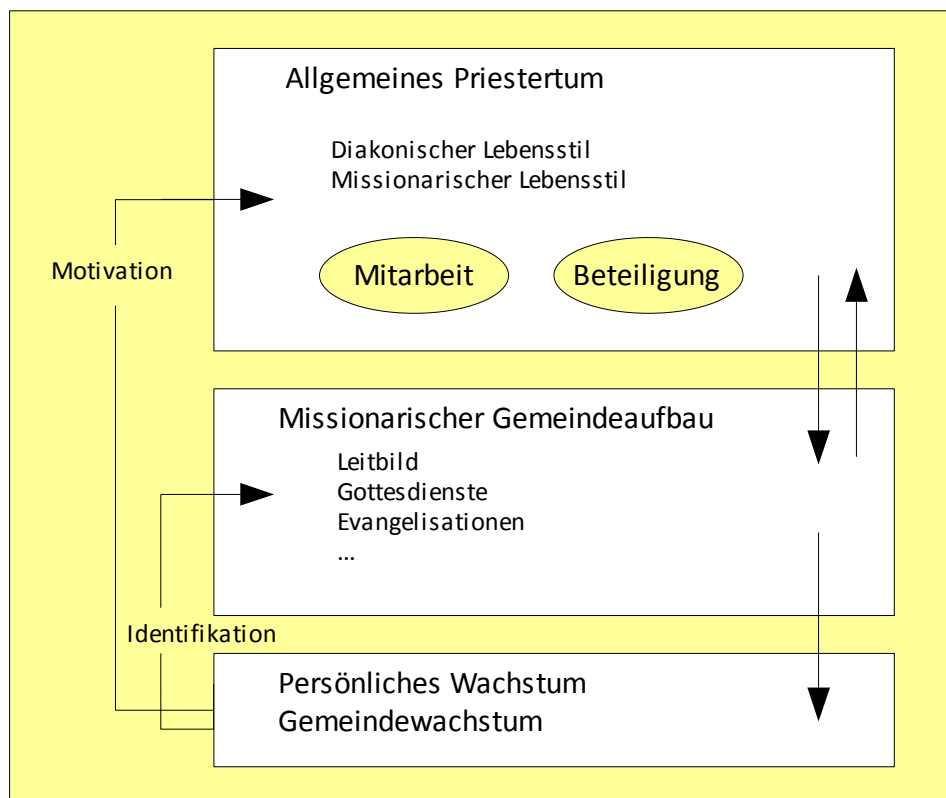 Allgemeines Priestertum
Diakonischer Lebensstil
Missionarischer Lebensstil
Motivation
Mitarbeit
Beteiligung
Missionarischer Gemeindeaufbau
Leitbild
Gottesdienste
Evangelisationen
...
Identifikation
Persönliches Wachstum
Gemeindewachstum